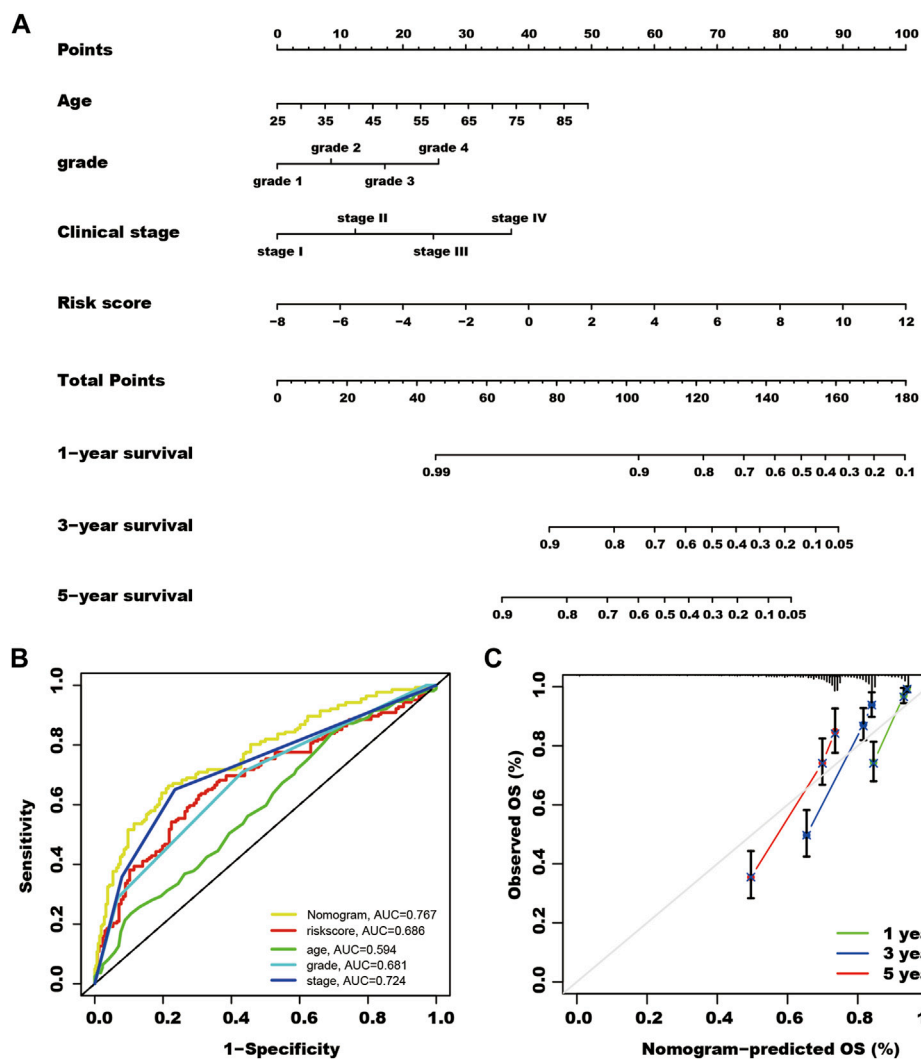 A
Points
0 10 20 30 40 50 60 70 80 90 100
Age
25 35 45 55 65 75 85
grade 2 grade 4
grade
grade 1 grade 3
stage II stage IV
Clinical stage
stage I stage III
Risk score
−8 −6 −4 −2 0 2 4 6 8 10 12
Total Points
0 20 40 60 80 100 120 140 160 180
1−year survival
0.99 0.9 0.8 0.7 0.6 0.5 0.4 0.3 0.2 0.1
3−year survival
0.9 0.8 0.7 0.6 0.5 0.4 0.3 0.2 0.1 0.05
5−year survival
0.9 0.8 0.7 0.6 0.5 0.4 0.3 0.2 0.1 0.05
B
Sensitivity
1.0
0.8
0.6
0.4
0.2
0.0
Nomogram, AUC=0.767
riskscore, AUC=0.686
age, AUC=0.594
grade, AUC=0.681
stage, AUC=0.724
0.0 0.2 0.4 0.6 0.8 1.0
1−Specificity
C
Observed OS (%)
1.0
0.8
0.6
0.4
0.2
0.0
1 yea
3 yea
5 yea
0.0 0.2 0.4 0.6 0.8 1
Nomogram−predicted OS (%)